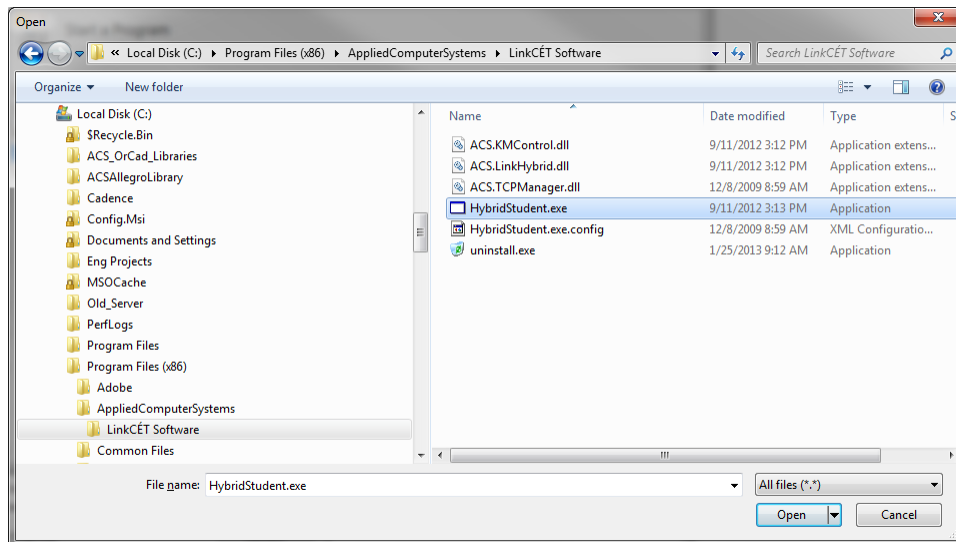 Open
Start a Program
« Local Disk (C:) Program Files (x86) AppliedComputerSystems LinkCÉT Software Search LinkCÉT Software
Organize New folder
Local Disk (C:)
$Recycle.Bin
ACS_OrCad_Libraries
ACSAllegroLibrary
Cadence
Config.Msi
Documents and Settings
Eng Projects
MSOCache
Old_Server
PerfLogs
Program Files
Program Files (x86)
Adobe
AppliedComputerSystems
LinkCÉT Software
Common Files
Name Date modified Type S
ACS.KMControl.dll 9/11/2012 3:12 PM Application extens...
ACS.LinkHybrid.dll 9/11/2012 3:12 PM Application extens...
ACS.TCPManager.dll 12/8/2009 8:59 AM Application extens...
HybridStudent.exe 9/11/2012 3:13 PM Application
HybridStudent.exe.config 12/8/2009 8:59 AM XML Configuratio...
uninstall.exe 1/25/2013 9:12 AM Application
File name: HybridStudent.exe All files (*.*)
Open Cancel